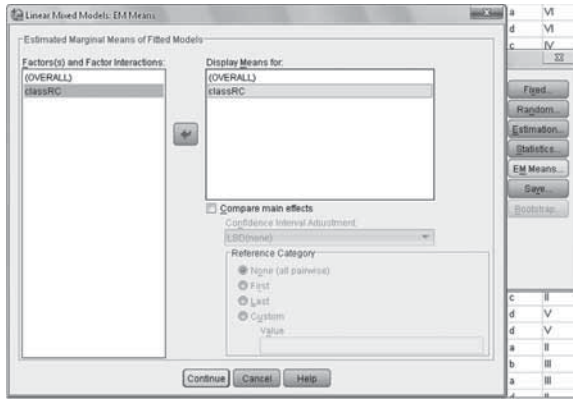 Linear Mixed Models: EM Means
Estimated Marginal Means of Fitted Models
Factors(s) and Factor Interactions:
(OVERALL)
classRC
Display Means for:
(OVERALL)
classRC
Compare main effects
Confidence Interval Adjustment:
LSD(none)
Reference Category
None (all pairwise)
First
Last
Custom
Value
Continue Cancel Help
a VI
d VI
c IV
Fixed...
Random...
Estimation...
Statistics...
EM Means...
Save...
Bootstrap...
c II
d V
d V
a II
b III
a III
d II